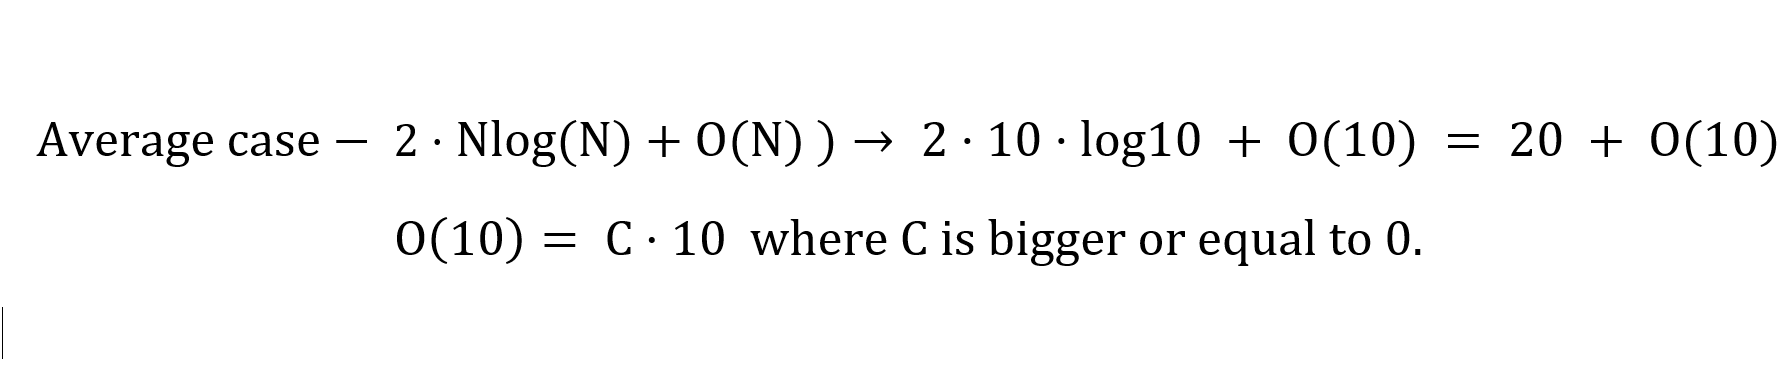 Average case − 2 · Nlog(N) + O(N) ) → 2 · 10 · log10 + O(10) = 20 + O(10)
O(10) = C · 10 where C is bigger or equal to 0.